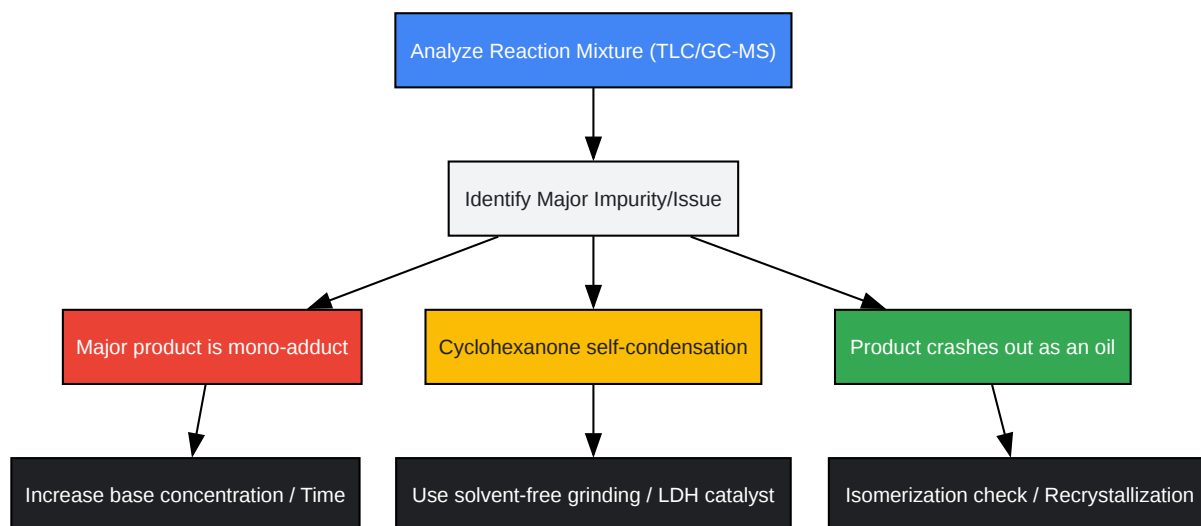 Analyze Reaction Mixture (TLC/GC-MS)
Identify Major Impurity/Issue
Major product is mono-adduct
Cyclohexanone self-condensation
Product crashes out as an oil
Increase base concentration / Time
Use solvent-free grinding / LDH catalyst
Isomerization check / Recrystallization